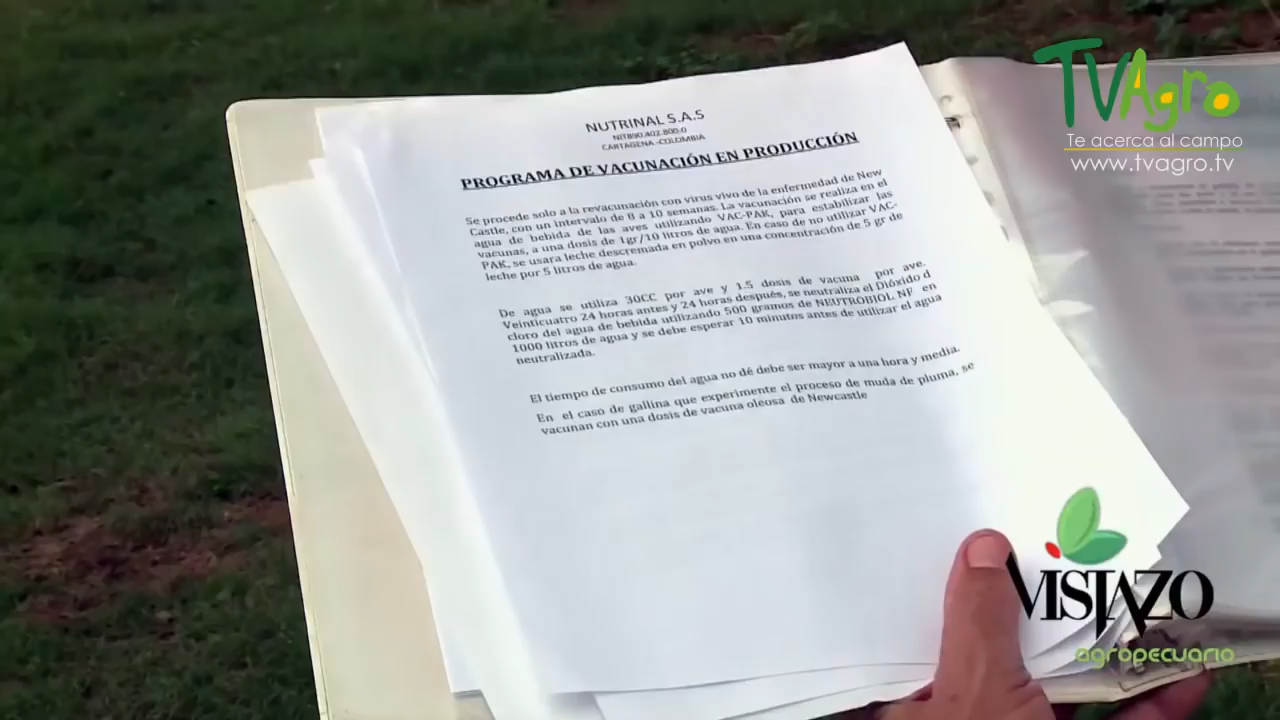 TVAgro
Te acerca al campo
www.tvagro.tv
NUTRINAL S.A.S
NIT890.402-800-0
CARTAGENA -COLOMBIA
PROGRAMA DE VACUNACIÓN EN PRODUCCIÓN
Se procede solo a la revacunación con virus vivo de la enfermedad de New
Castle, con un intervalo de 8 a 10 semanas. La vacunación se realiza en el
agua de bebida de las aves utilizando VAC-PAK, para estabilizar las
vacunas, a una dosis de 1gr/10 litros de agua. En caso de no utilizar VAC-
PAK, se usara leche descremada en polvo en una concentración de 5 gr de
leche por 5 litros de agua.
De agua se utiliza 30CC por ave y 1.5 dosis de vacuna por ave.
Veinticuatro 24 horas antes y 24 horas después, se neutraliza el Dióxido d
cloro del agua de bebida utilizando 500 gramos de NEUTROBIOL NF en
1000 litros de agua y se debe esperar 10 minutos antes de utilizar el agua
neutralizada.
El tiempo de consumo del agua no dé debe ser mayor a una hora y media.
En el caso de gallina que experimente el proceso de muda de pluma, se
vacunan con una dosis de vacuna oleosa de Newcastle
VISTAZO
agropecuario